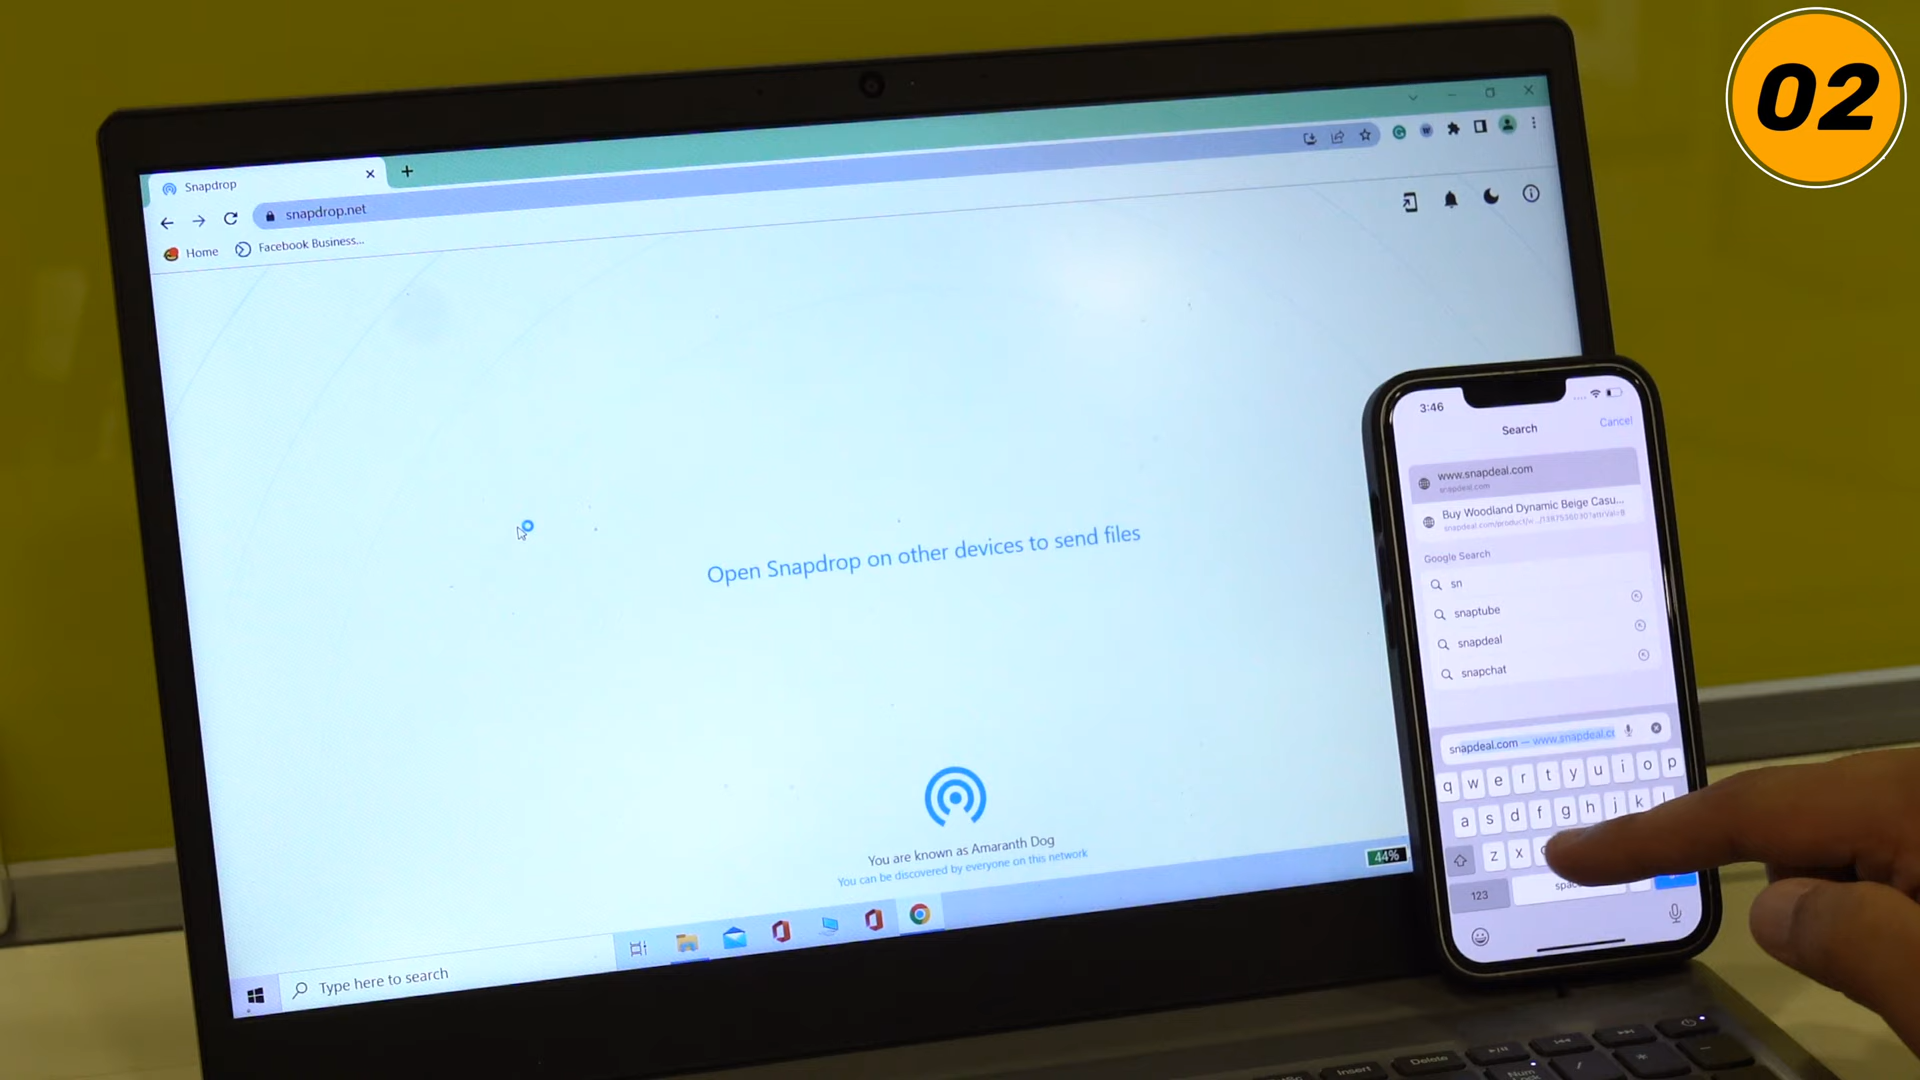 02
Snapdrop
snapdrop.net
Home
Facebook Business...
Open Snapdrop on other devices to send files
You are known as Amaranth Dog
You can be discovered by everyone on this network
44%
Type here to search
3:46
Search
Cancel
www.snapdeal.com
snapdeal.com
Buy Woodland Dynamic Beige Casu...
Google Search
sn
snaptube
snapdeal
snapchat
snapdeal.com — www.snapdeal.c
q w e r t y u i o p
a s d f g h j k l
z x
123
Delete
Insert